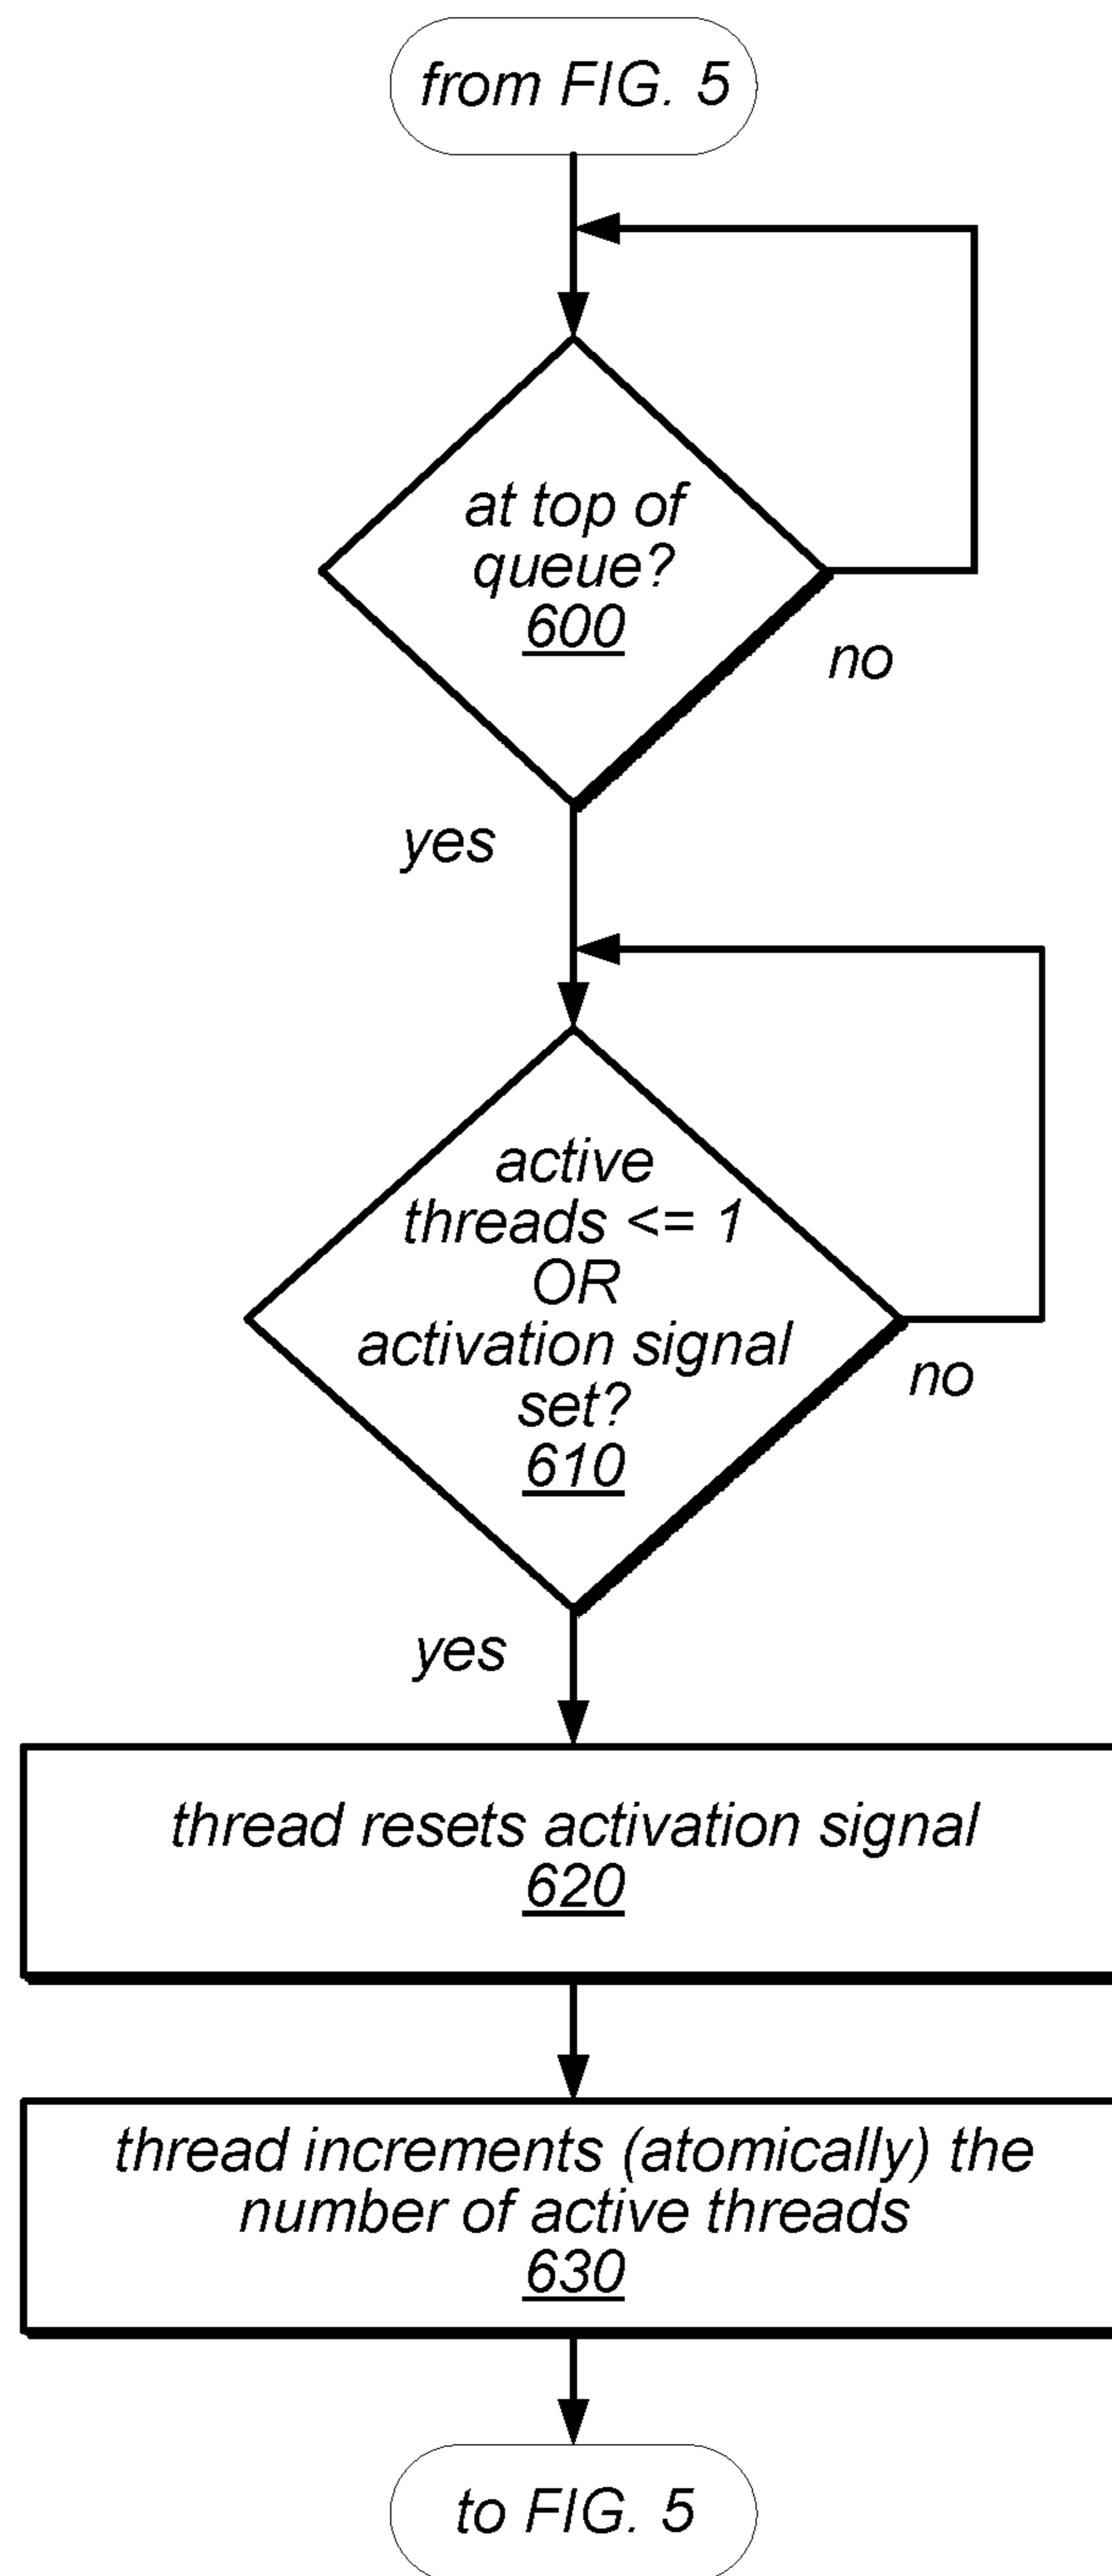 from FIG. 5
at top of
queue?
600
no
yes
active
threads <= 1
OR
activation signal
set?
610
no
yes
thread resets activation signal
620
thread increments (atomically) the
number of active threads
630
to FIG. 5